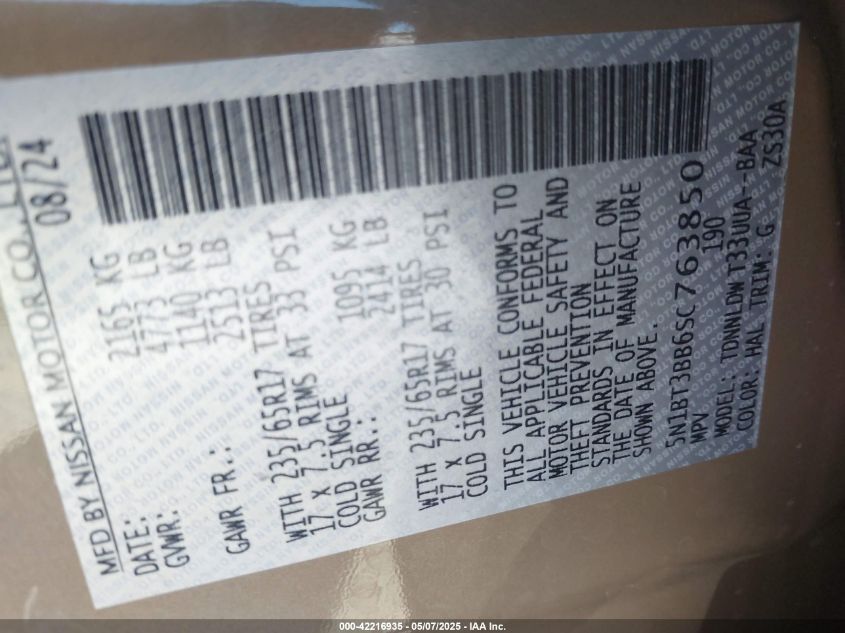 MFD BY NISSAN MOTOR CO., LTD.
DATE: 08/24
GVWR: 2165 KG
4773 LB
GAWR FR.: 1140 KG
2513 LB
WITH 235/65R17 TIRES
17 X 7.5 RIMS AT 33 PSI
COLD SINGLE
GAWR RR.: 1095 KG
2414 LB
WITH 235/65R17 TIRES
17 X 7.5 RIMS AT 30 PSI
COLD SINGLE
THIS VEHICLE CONFORMS TO
ALL APPLICABLE FEDERAL
MOTOR VEHICLE SAFETY AND
THEFT PREVENTION
STANDARDS IN EFFECT ON
THE DATE OF MANUFACTURE
SHOWN ABOVE.
5N1BT3BB6SC763850
MPV 190
MODEL: TDNNLDWT33UUA--BAA
COLOR: HAL TRIM: G ZS30A
000-42216935 - 05/07/2025 - IAA Inc.